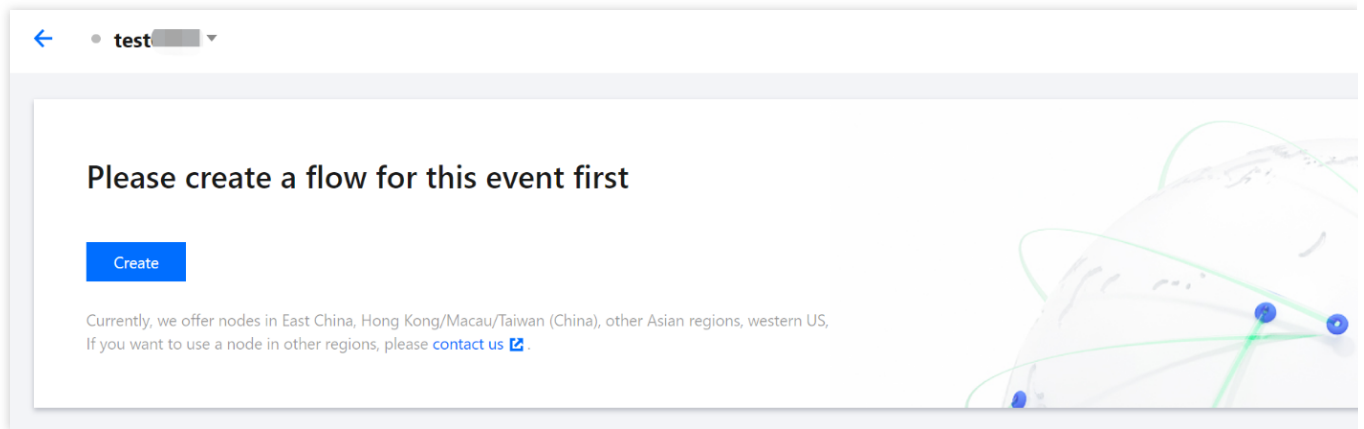 test
Please create a flow for this event first
Create
Currently, we offer nodes in East China, Hong Kong/Macau/Taiwan (China), other Asian regions, western US,
If you want to use a node in other regions, please contact us .